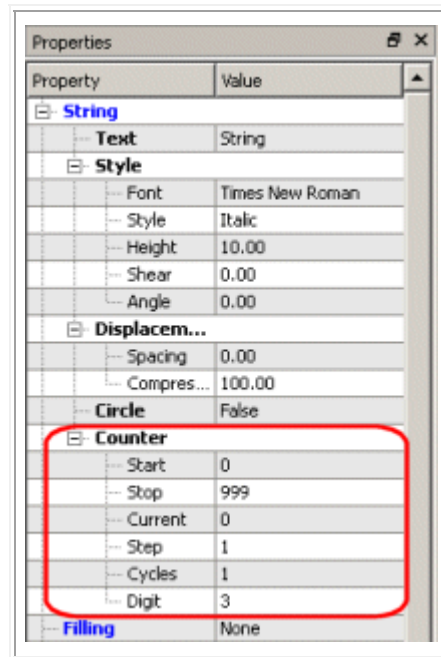 Properties
Property Value
String
Text String
Style
Font Times New Roman
Style Italic
Height 10.00
Shear 0.00
Angle 0.00
Displacem...
Spacing 0.00
Compres... 100.00
Circle False
Counter
Start 0
Stop 999
Current 0
Step 1
Cycles 1
Digit 3
Filling None